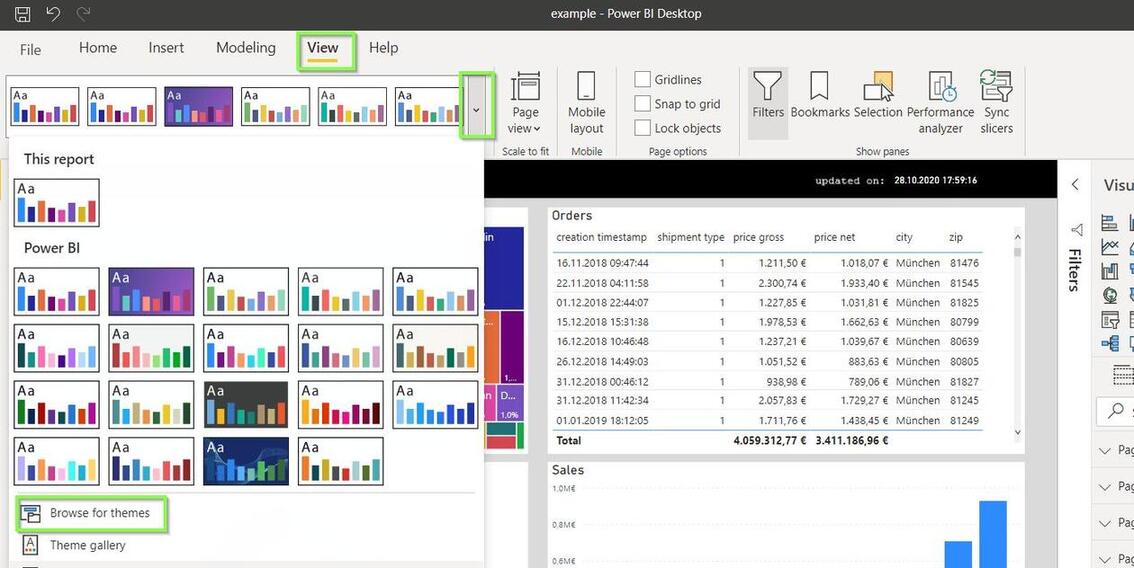 example - Power BI Desktop
File Home Insert Modeling View Help
Aa Aa Aa Aa Aa Aa
Page view
Mobile layout
Gridlines
Snap to grid
Lock objects
Filters Bookmarks Selection Performance analyzer Sync slicers
Scale to fit Mobile Page options Show panes
This report
Aa
Power BI
Aa Aa Aa Aa Aa
Aa Aa Aa Aa Aa
Aa Aa Aa Aa Aa
Aa Aa Aa Aa
Browse for themes
Theme gallery
updated on: 28.10.2020 17:59:16
1,...
D...
1,0%
Orders
creation timestamp shipment type price gross price net city zip
16.11.2018 09:47:44 1 1.211,50 € 1.018,07 € München 81476
22.11.2018 04:11:58 1 2.300,74 € 1.933,40 € München 81545
01.12.2018 22:44:07 1 1.227,85 € 1.031,81 € München 81825
15.12.2018 15:31:38 1 1.978,53 € 1.662,63 € München 80799
16.12.2018 10:46:48 1 1.237,21 € 1.039,67 € München 80639
26.12.2018 14:49:03 1 1.051,52 € 883,63 € München 80805
31.12.2018 00:46:12 1 938,98 € 789,06 € München 81827
31.12.2018 11:42:34 1 2.057,83 € 1.729,27 € München 81245
01.01.2019 18:12:05 1 1.711,76 € 1.438,45 € München 81249
Total 4.059.312,77 € 3.411.186,96 €
Sales
1,0M€
0,8M€
0,6M€
Filters
Visu
Pag
Pag
Pag
Pag